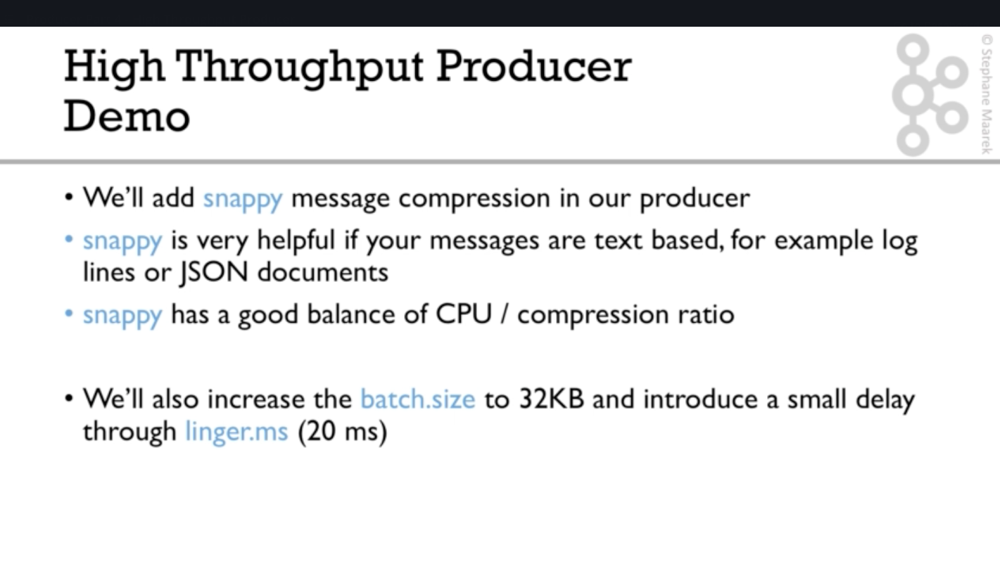 High Throughput Producer
Demo
© Stephane Maarek
• We’ll add snappy message compression in our producer
• snappy is very helpful if your messages are text based, for example log
lines or JSON documents
• snappy has a good balance of CPU / compression ratio
• We’ll also increase the batch.size to 32KB and introduce a small delay
through linger.ms (20 ms)